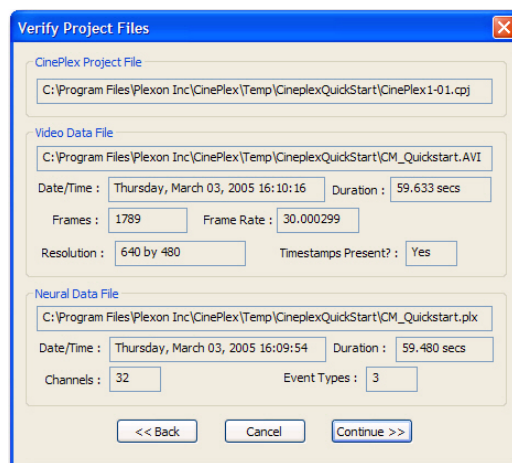 Verify Project Files
CinePlex Project File
C:\Program Files\Plexon Inc\CinePlex\Temp\CineplexQuickStart\CinePlex1-01.cpj
Video Data File
C:\Program Files\Plexon Inc\CinePlex\Temp\CineplexQuickStart\CM_Quickstart.AVI
Date/Time : Thursday, March 03, 2005 16:10:16 Duration : 59.633 secs
Frames : 1789 Frame Rate : 30.000299
Resolution : 640 by 480 Timestamps Present? : Yes
Neural Data File
C:\Program Files\Plexon Inc\CinePlex\Temp\CineplexQuickStart\CM_Quickstart.plx
Date/Time : Thursday, March 03, 2005 16:09:54 Duration : 59.480 secs
Channels : 32 Event Types : 3
<< Back Cancel Continue >>